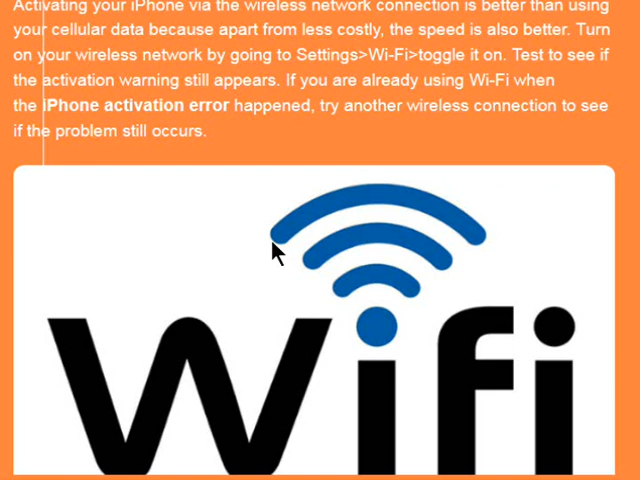 Activating your iPhone via the wireless network connection is better than using
your cellular data because apart from less costly, the speed is also better. Turn
on your wireless network by going to Settings>Wi-Fi>toggle it on. Test to see if
the activation warning still appears. If you are already using Wi-Fi when
the iPhone activation error happened, try another wireless connection to see
if the problem still occurs.
Wifi